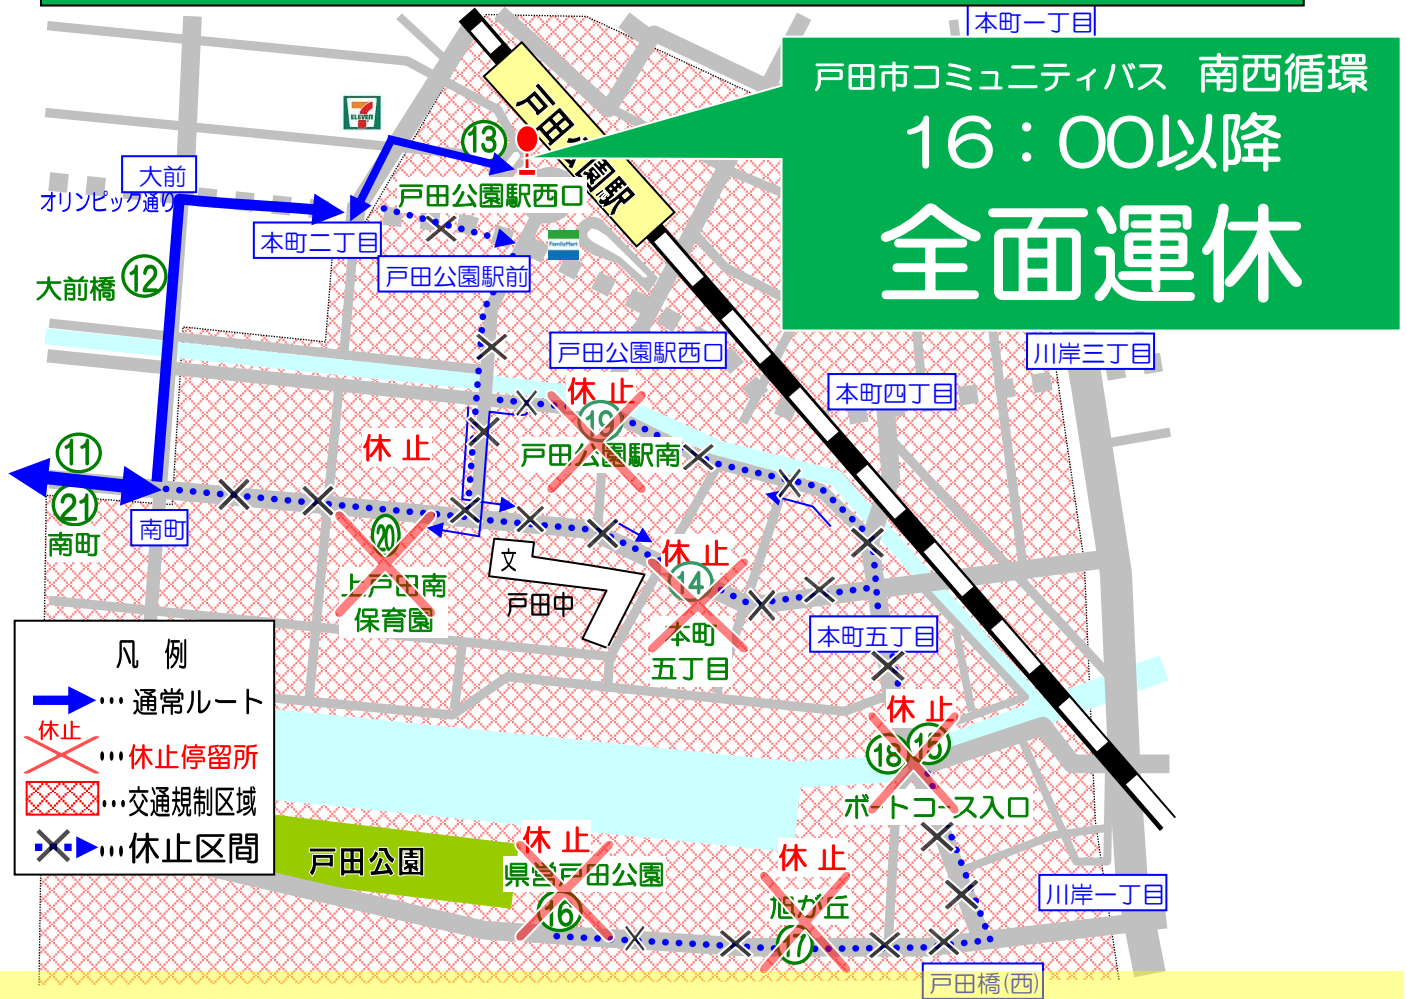 本町一丁目
戸田市コミュニティバス 南西循環
16：00以降
全面運休
戸田公園駅
7
ELEVEN
⑬
戸田公園駅西口
大前
オリンピック通り
本町二丁目
FamilyMart
戸田公園駅前
大前橋
⑫
戸田公園駅西口
川岸三丁目
本町四丁目
休止
⑲
戸田公園駅南
休止
⑪
㉑
南町
南町
⑳
上戸田南
保育園
文
戸田中
休止
⑭
本町
五丁目
本町五丁目
休止
⑱
⑮
ボートコース入口
凡 例
… 通常ルート
休止
… 休止停留所
… 交通規制区域
… 休止区間
戸田公園
休止
県営戸田公園
⑯
休止
旭が丘
⑰
川岸一丁目
戸田橋(西)